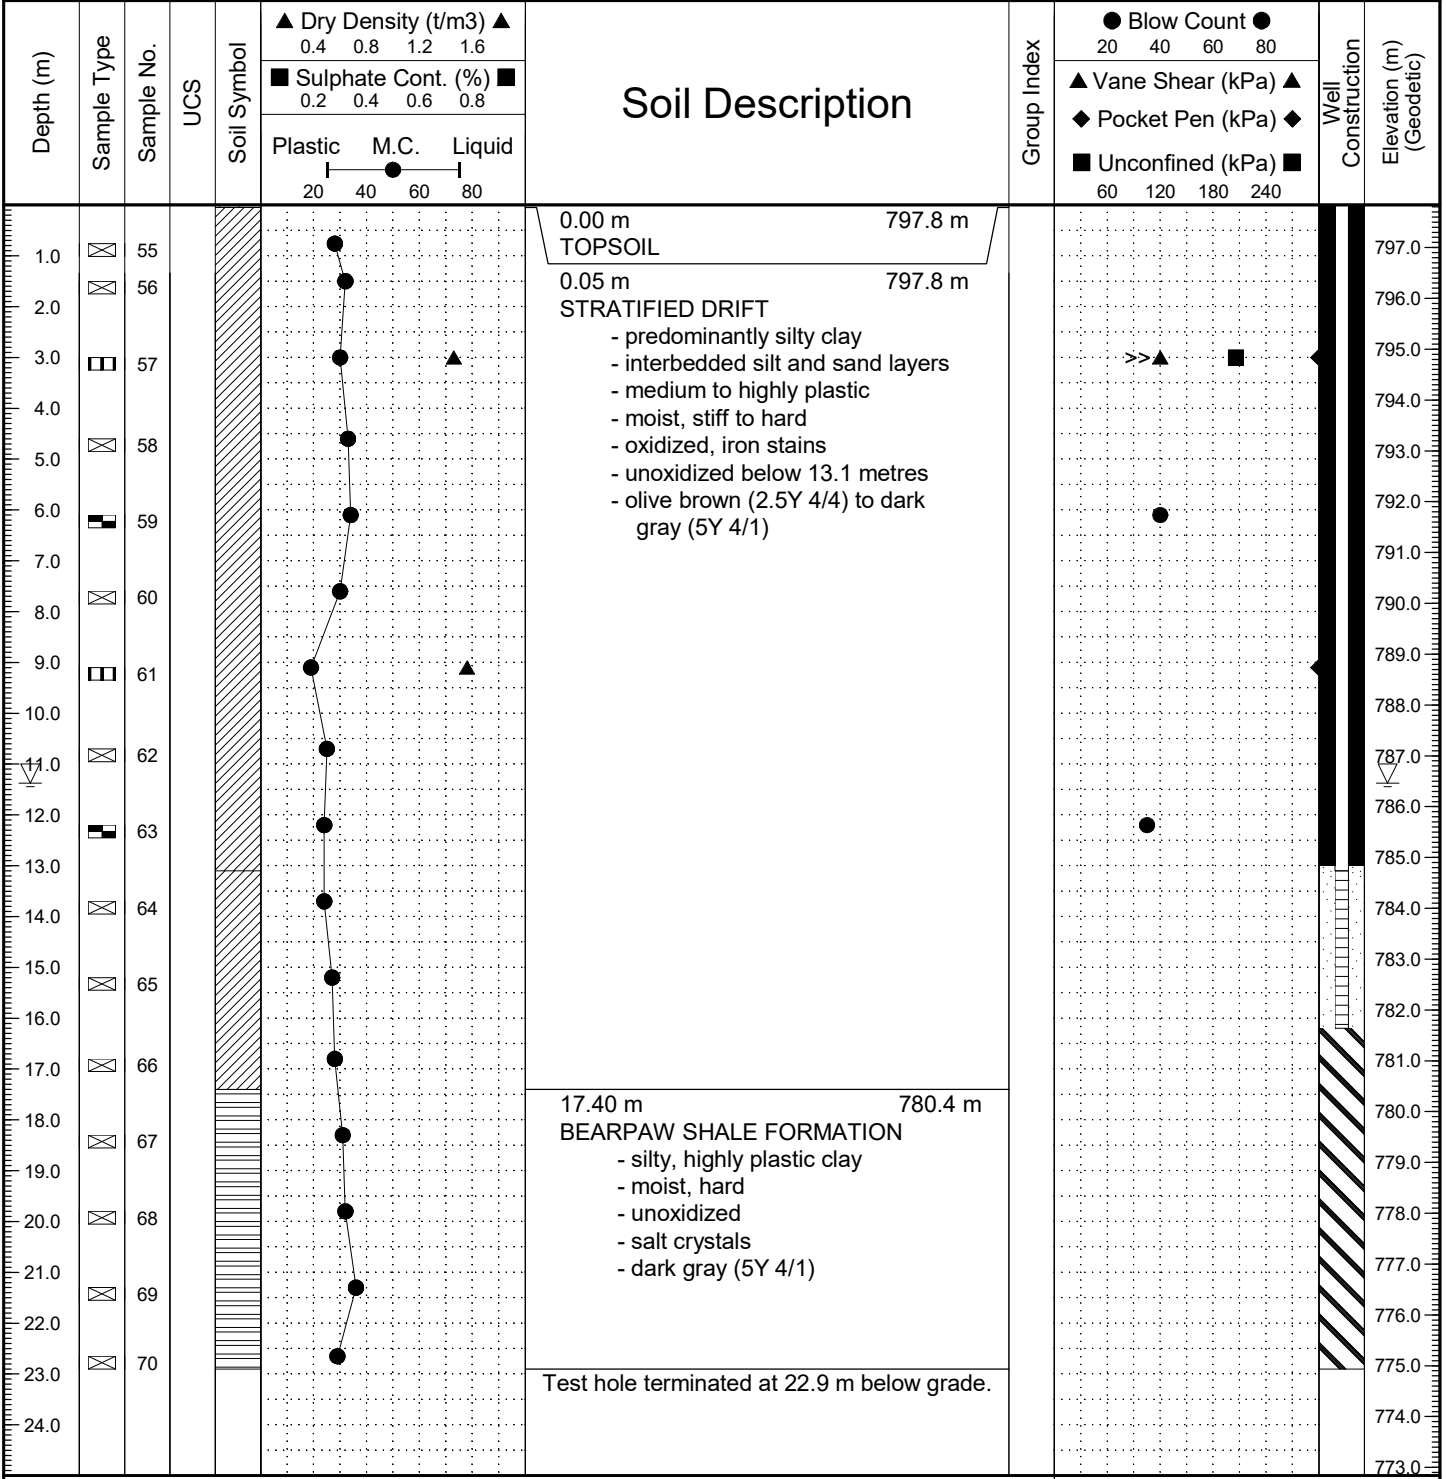 Depth (m)
Sample Type
Sample No.
UCS
Soil Symbol
▲ Dry Density (t/m3) ▲
0.4 0.8 1.2 1.6
■ Sulphate Cont. (%) ■
0.2 0.4 0.6 0.8
Plastic M.C. Liquid
20 40 60 80
Soil Description
Group Index
● Blow Count ●
20 40 60 80
▲ Vane Shear (kPa) ▲
◆ Pocket Pen (kPa) ◆
■ Unconfined (kPa) ■
60 120 180 240
Well
Construction
Elevation (m)
(Geodetic)
0.00 m 797.8 m
TOPSOIL
0.05 m 797.8 m
STRATIFIED DRIFT
- predominantly silty clay
- interbedded silt and sand layers
- medium to highly plastic
- moist, stiff to hard
- oxidized, iron stains
- unoxidized below 13.1 metres
- olive brown (2.5Y 4/4) to dark
gray (5Y 4/1)
17.40 m 780.4 m
BEARPAW SHALE FORMATION
- silty, highly plastic clay
- moist, hard
- unoxidized
- salt crystals
- dark gray (5Y 4/1)
Test hole terminated at 22.9 m below grade.
1.0
2.0
3.0
4.0
5.0
6.0
7.0
8.0
9.0
10.0
11.0
12.0
13.0
14.0
15.0
16.0
17.0
18.0
19.0
20.0
21.0
22.0
23.0
24.0
55
56
57
58
59
60
61
62
63
64
65
66
67
68
69
70
>>
797.0
796.0
795.0
794.0
793.0
792.0
791.0
790.0
789.0
788.0
787.0
786.0
785.0
784.0
783.0
782.0
781.0
780.0
779.0
778.0
777.0
776.0
775.0
774.0
773.0